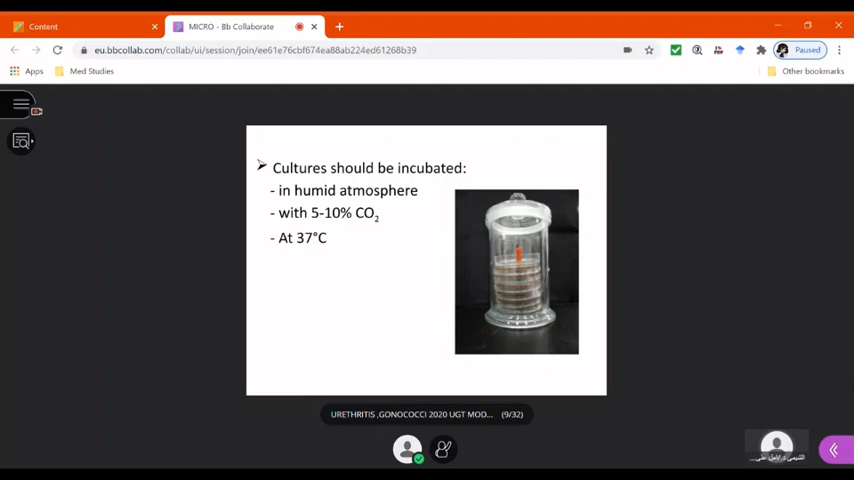 Content
MICRO - Bb Collaborate
eu.bbcollab.com/collab/ui/session/join/ee61e76cbf674ea88ab224ed61268b39
Paused
Apps
Med Studies
Other bookmarks
Cultures should be incubated:
- in humid atmosphere
- with 5-10% CO2
- At 37°C
URETHRITIS ,GONOCOCCI 2020 UGT MOD... (9/32)